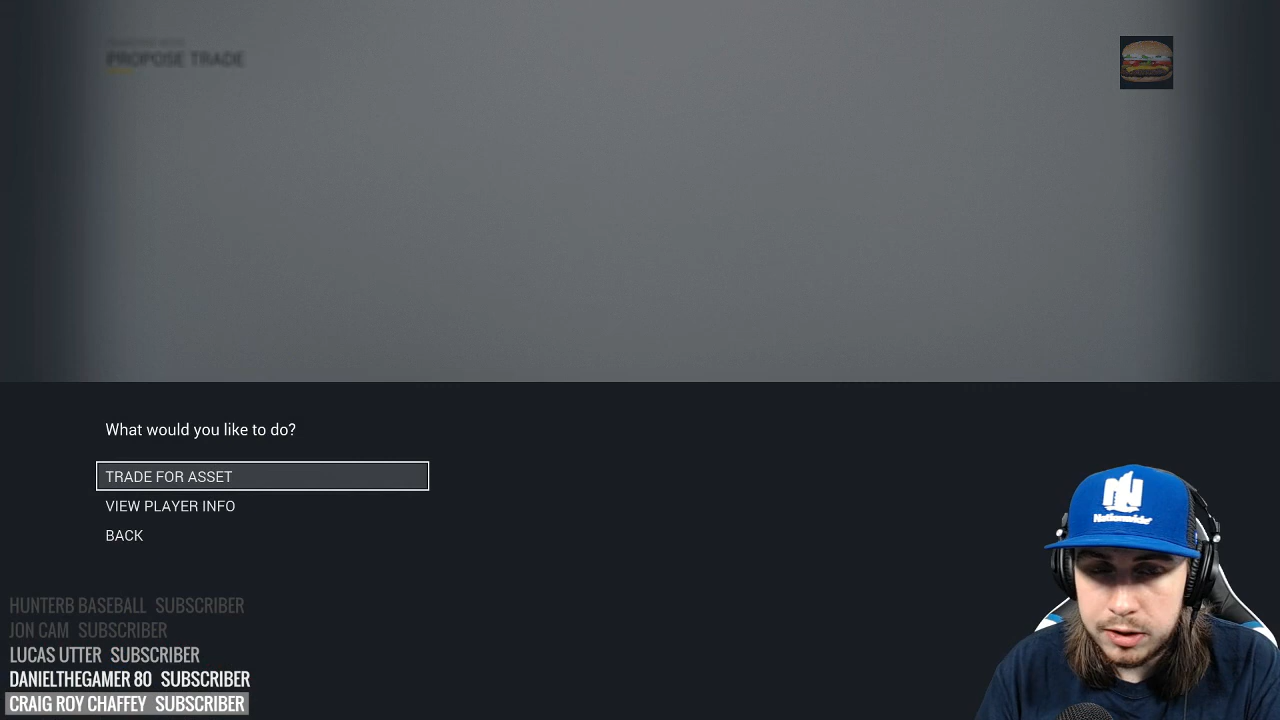 PROPOSE TRADE
What would you like to do?
TRADE FOR ASSET
VIEW PLAYER INFO
BACK
HUNTERB BASEBALL SUBSCRIBER
JON CAM SUBSCRIBER
LUCAS UTTER SUBSCRIBER
DANIELTHEGAMER 80 SUBSCRIBER
CRAIG ROY CHAFFEY SUBSCRIBER
Nationwide